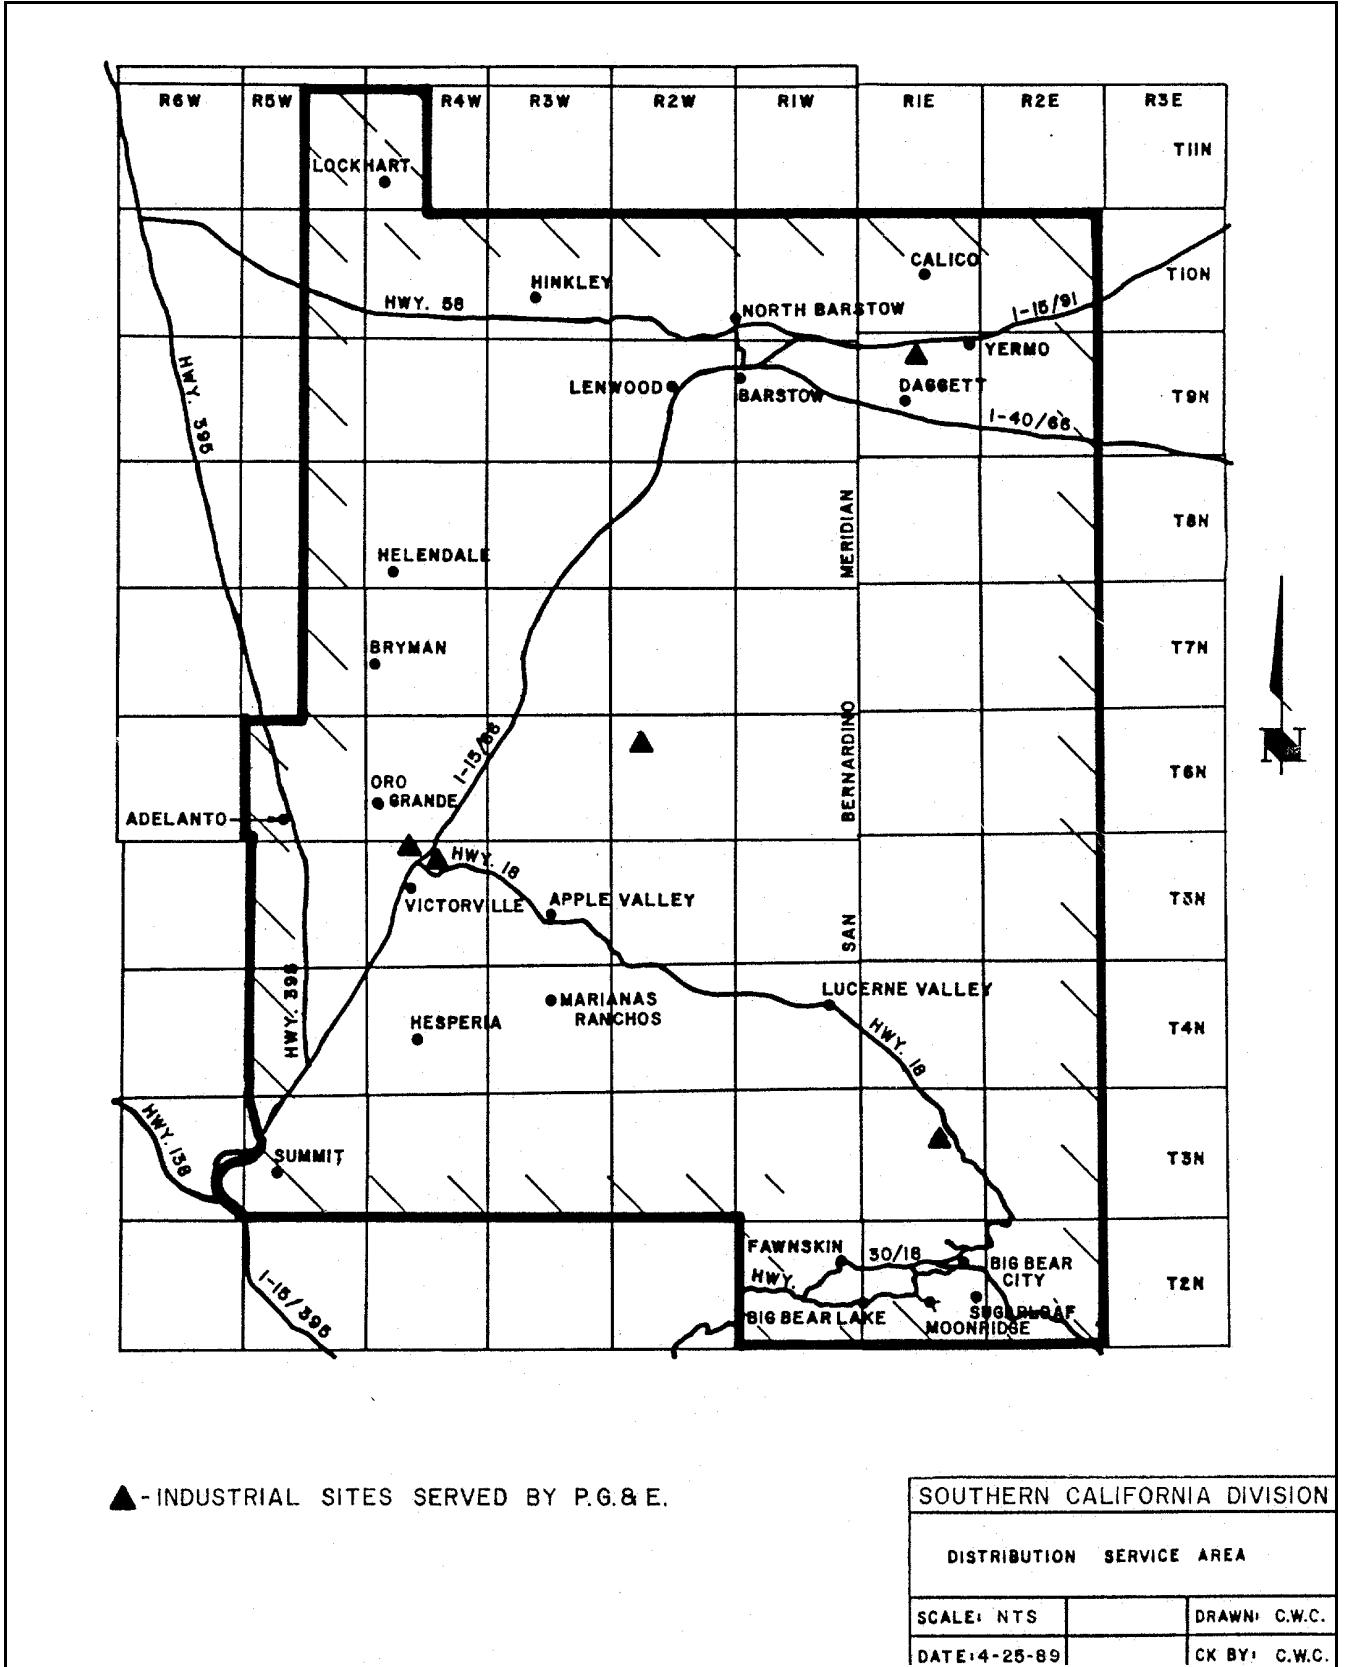 R6W R5W R4W R3W R2W R1W R1E R2E R3E
T11N
LOCKHART
T10N
CALICO
HINKLEY
HWY. 58
NORTH BARSTOW
I-15/91
YERMO
HWY. 395
LENWOOD
BARSTOW
DAGGETT
T9N
I-40/66
T8N
MERIDIAN
HELENDALE
BRYMAN
T7N
BERNARDINO
I-15/66
N
T6N
ORO
GRANDE
ADELANTO
HWY. 18
T5N
APPLE VALLEY
VICTORVILLE
SAN
HWY. 395
LUCERNE VALLEY
MARIANAS
RANCHOS
HESPERIA
T4N
HWY. 18
HWY. 138
SUMMIT
T3N
FAWNSKIN
30/18
BIG BEAR
CITY
HWY.
T2N
I-15/395
BIG BEAR LAKE
SUGARLOAF
MOONRIDGE
- INDUSTRIAL SITES SERVED BY P.G. & E.
SOUTHERN CALIFORNIA DIVISION
DISTRIBUTION SERVICE AREA
SCALE: NTS DRAWN: C.W.C.
DATE: 4-25-89 CK BY: C.W.C.